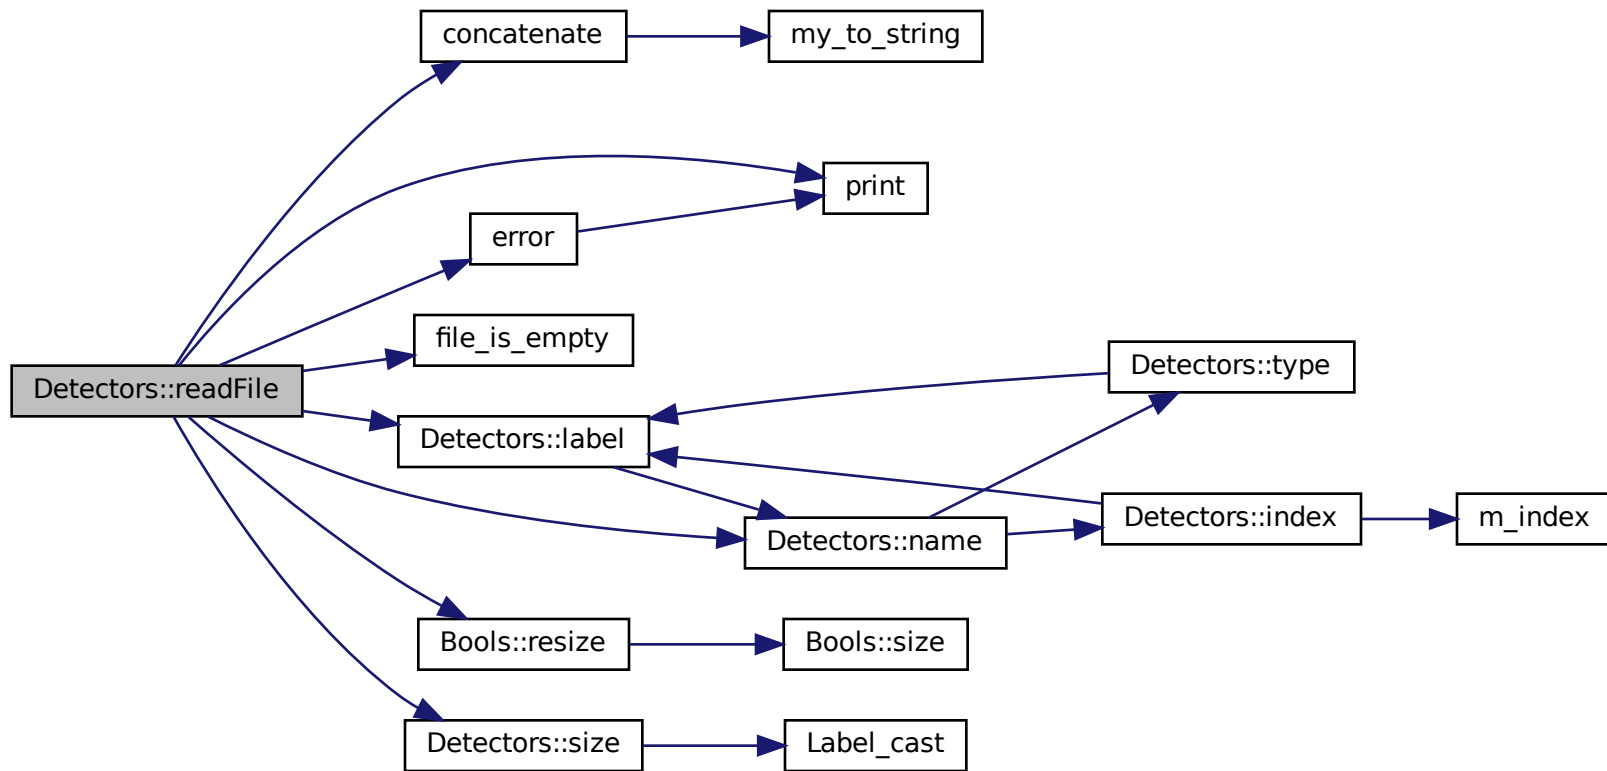 concatenate
my_to_string
print
error
file_is_empty
Detectors::type
Detectors::readFile
Detectors::label
Detectors::index
m_index
Detectors::name
Bools::resize
Bools::size
Detectors::size
Label_cast